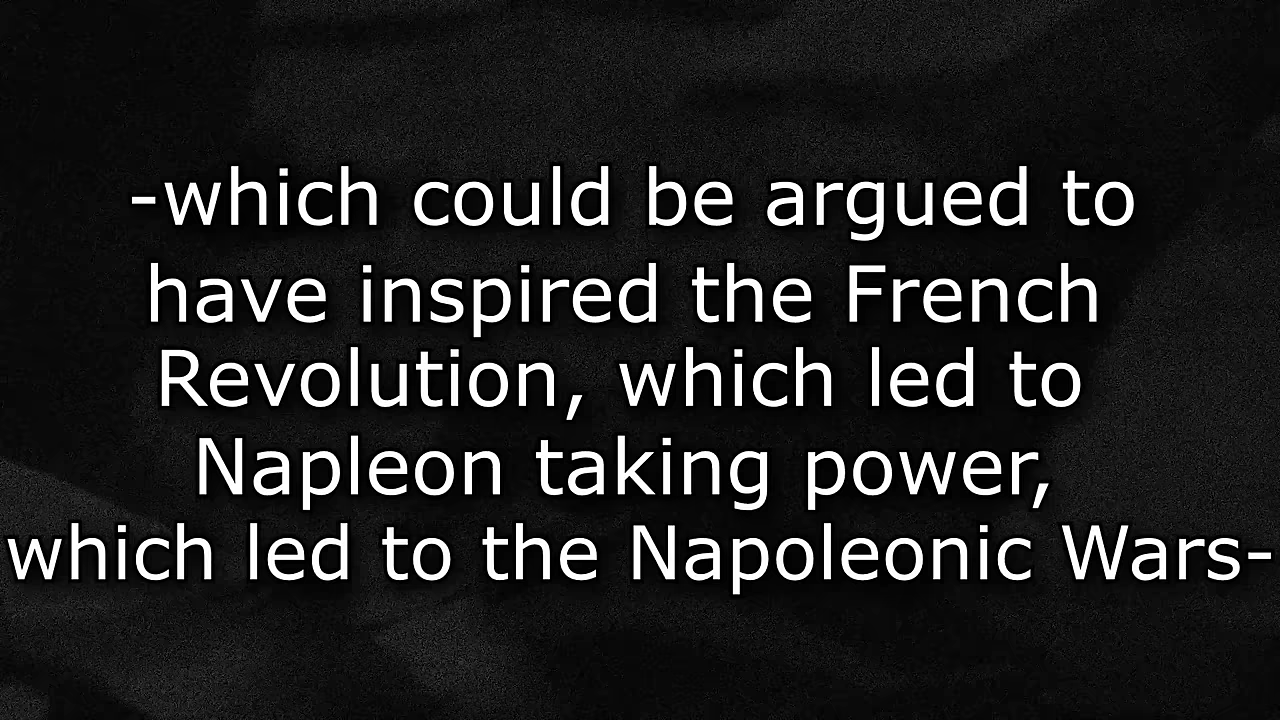 -which could be argued to
have inspired the French
Revolution, which led to
Napleon taking power,
which led to the Napoleonic Wars-